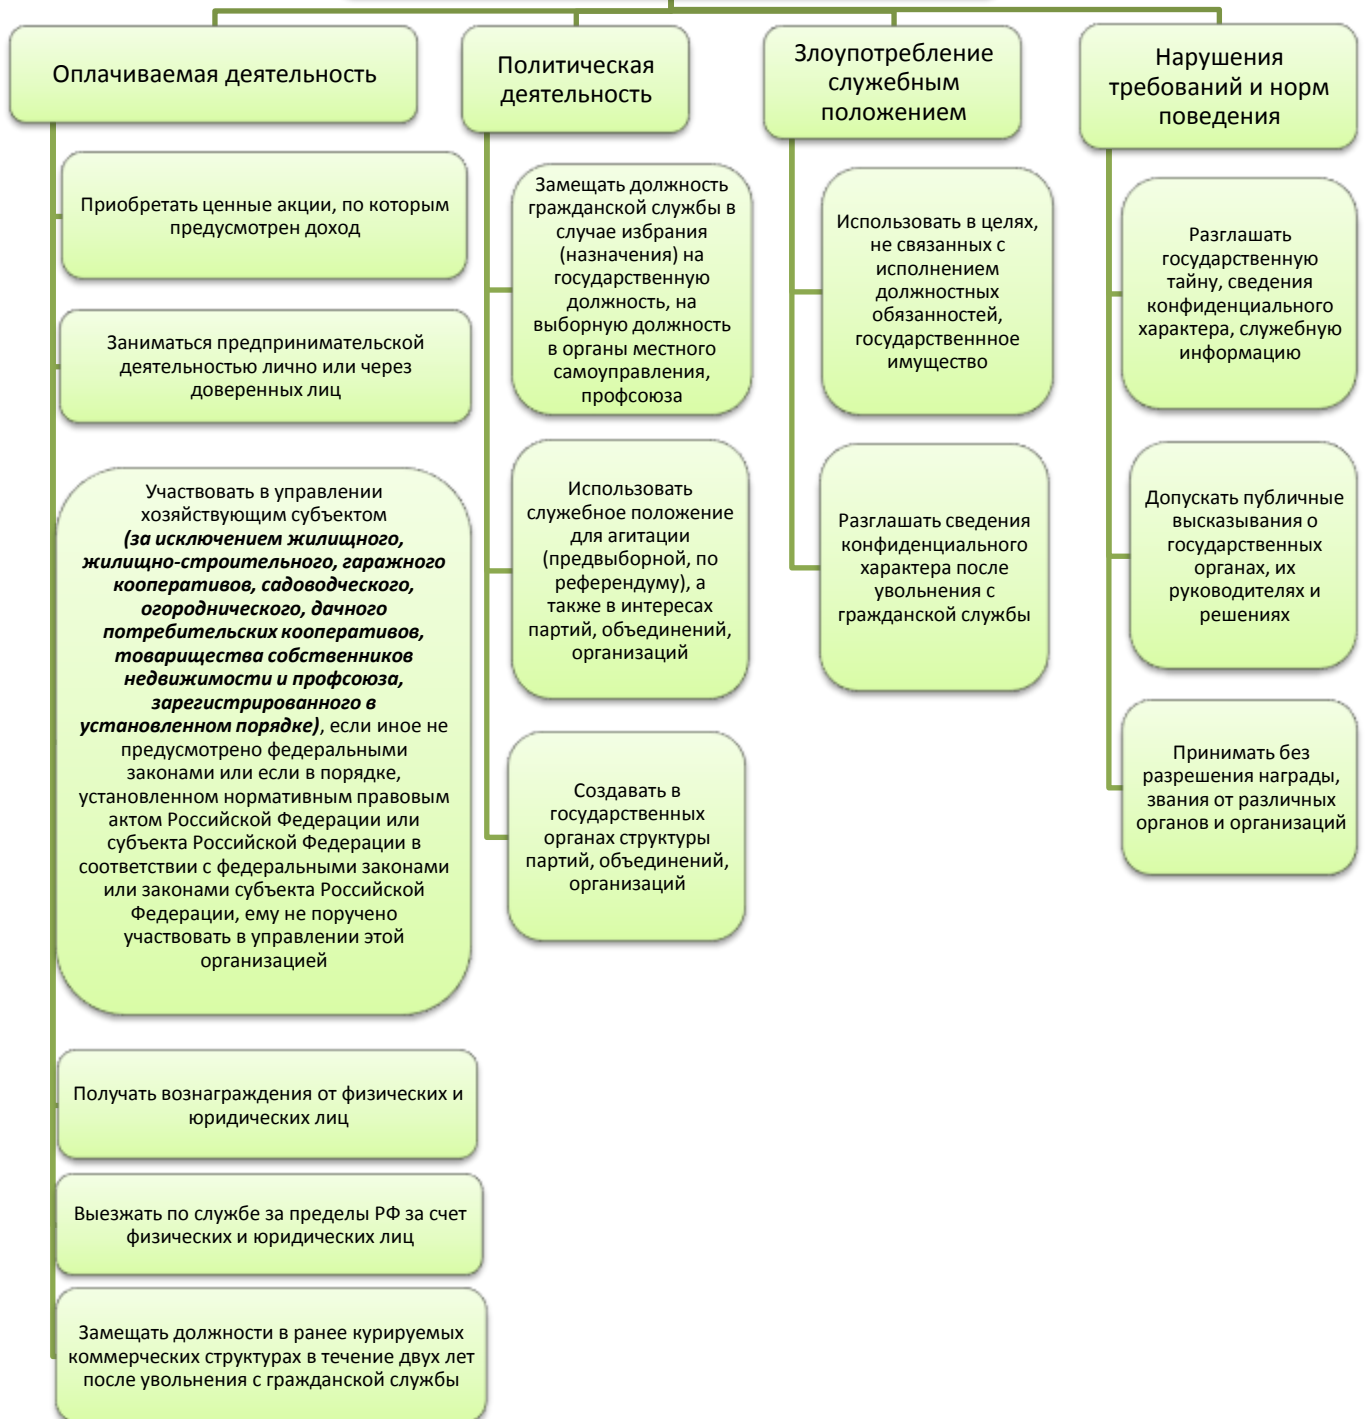 Оплачиваемая деятельность
Приобретать ценные акции, по которым
предусмотрен доход
Заниматься предпринимательской
деятельностью лично или через
доверенных лиц
Участвовать в управлении
хозяйствующим субъектом
(за исключением жилищного,
жилищно-строительного, гаражного
кооперативов, садоводческого,
огороднического, дачного
потребительских кооперативов,
товарищества собственников
недвижимости и профсоюза,
зарегистрированного в
установленном порядке), если иное не
предусмотрено федеральными
законами или если в порядке,
установленном нормативным правовым
актом Российской Федерации или
субъекта Российской Федерации в
соответствии с федеральными законами
или законами субъекта Российской
Федерации, ему не поручено
участвовать в управлении этой
организацией
Получать вознаграждения от физических и
юридических лиц
Выезжать по службе за пределы РФ за счет
физических и юридических лиц
Замещать должности в ранее курируемых
коммерческих структурах в течение двух лет
после увольнения с гражданской службы
Политическая
деятельность
Замещать должность
гражданской службы в
случае избрания
(назначения) на
государственную
должность, на
выборную должность
в органы местного
самоуправления,
профсоюза
Использовать
служебное положение
для агитации
(предвыборной, по
референдуму), а
также в интересах
партий, объединений,
организаций
Создавать в
государственных
органах структуры
партий, объединений,
организаций
Злоупотребление
служебным
положением
Использовать в целях,
не связанных с
исполнением
должностных
обязанностей,
государственнное
имущество
Разглашать сведения
конфиденциального
характера после
увольнения с
гражданской службы
Нарушения
требований и норм
поведения
Разглашать
государственную
тайну, сведения
конфиденциального
характера, служебную
информацию
Допускать публичные
высказывания о
государственных
органах, их
руководителях и
решениях
Принимать без
разрешения награды,
звания от различных
органов и организаций